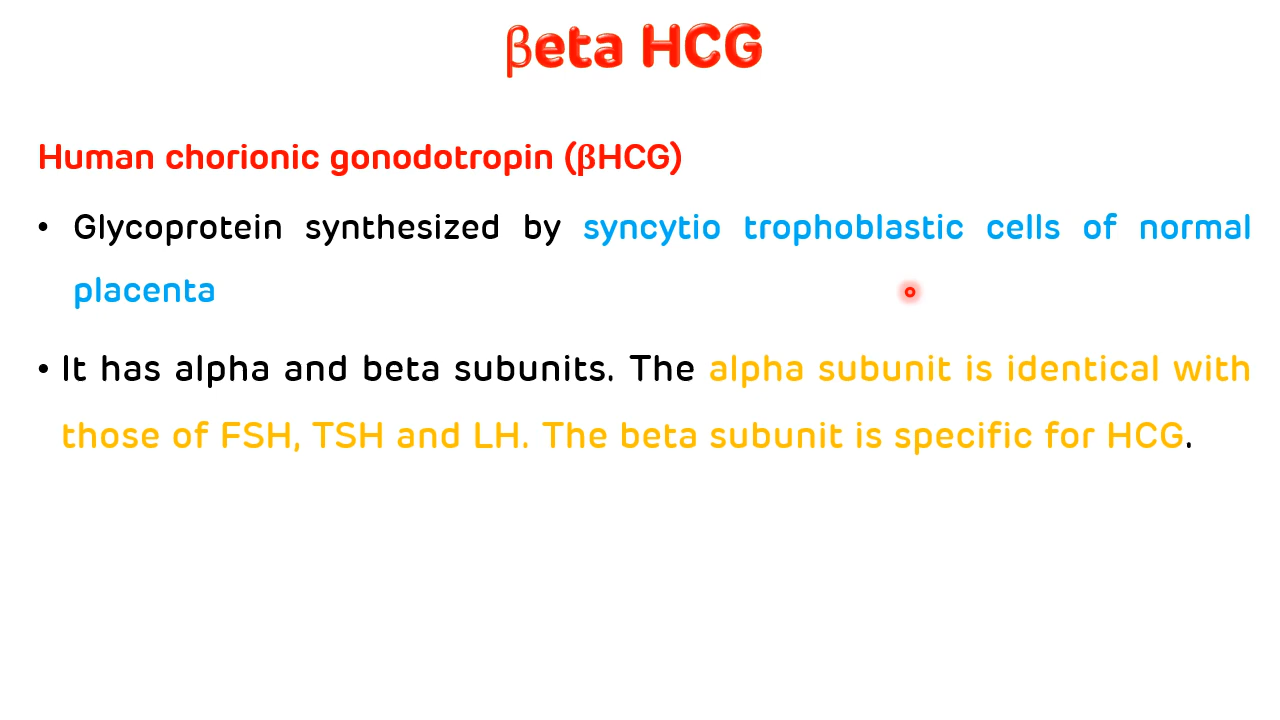 βeta HCG
Human chorionic gonodotropin (βHCG)
• Glycoprotein synthesized by syncytio trophoblastic cells of normal
placenta
• It has alpha and beta subunits. The alpha subunit is identical with
those of FSH, TSH and LH. The beta subunit is specific for HCG.